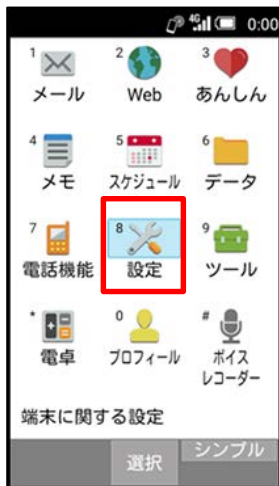 4G 0:00
1 2 3
メール Web あんしん
4 5 6
メモ スケジュール データ
7 8 9
電話機能 設定 ツール
* 0 #
電卓 プロフィール ボイス
レコーダー
端末に関する設定
選択 シンプル